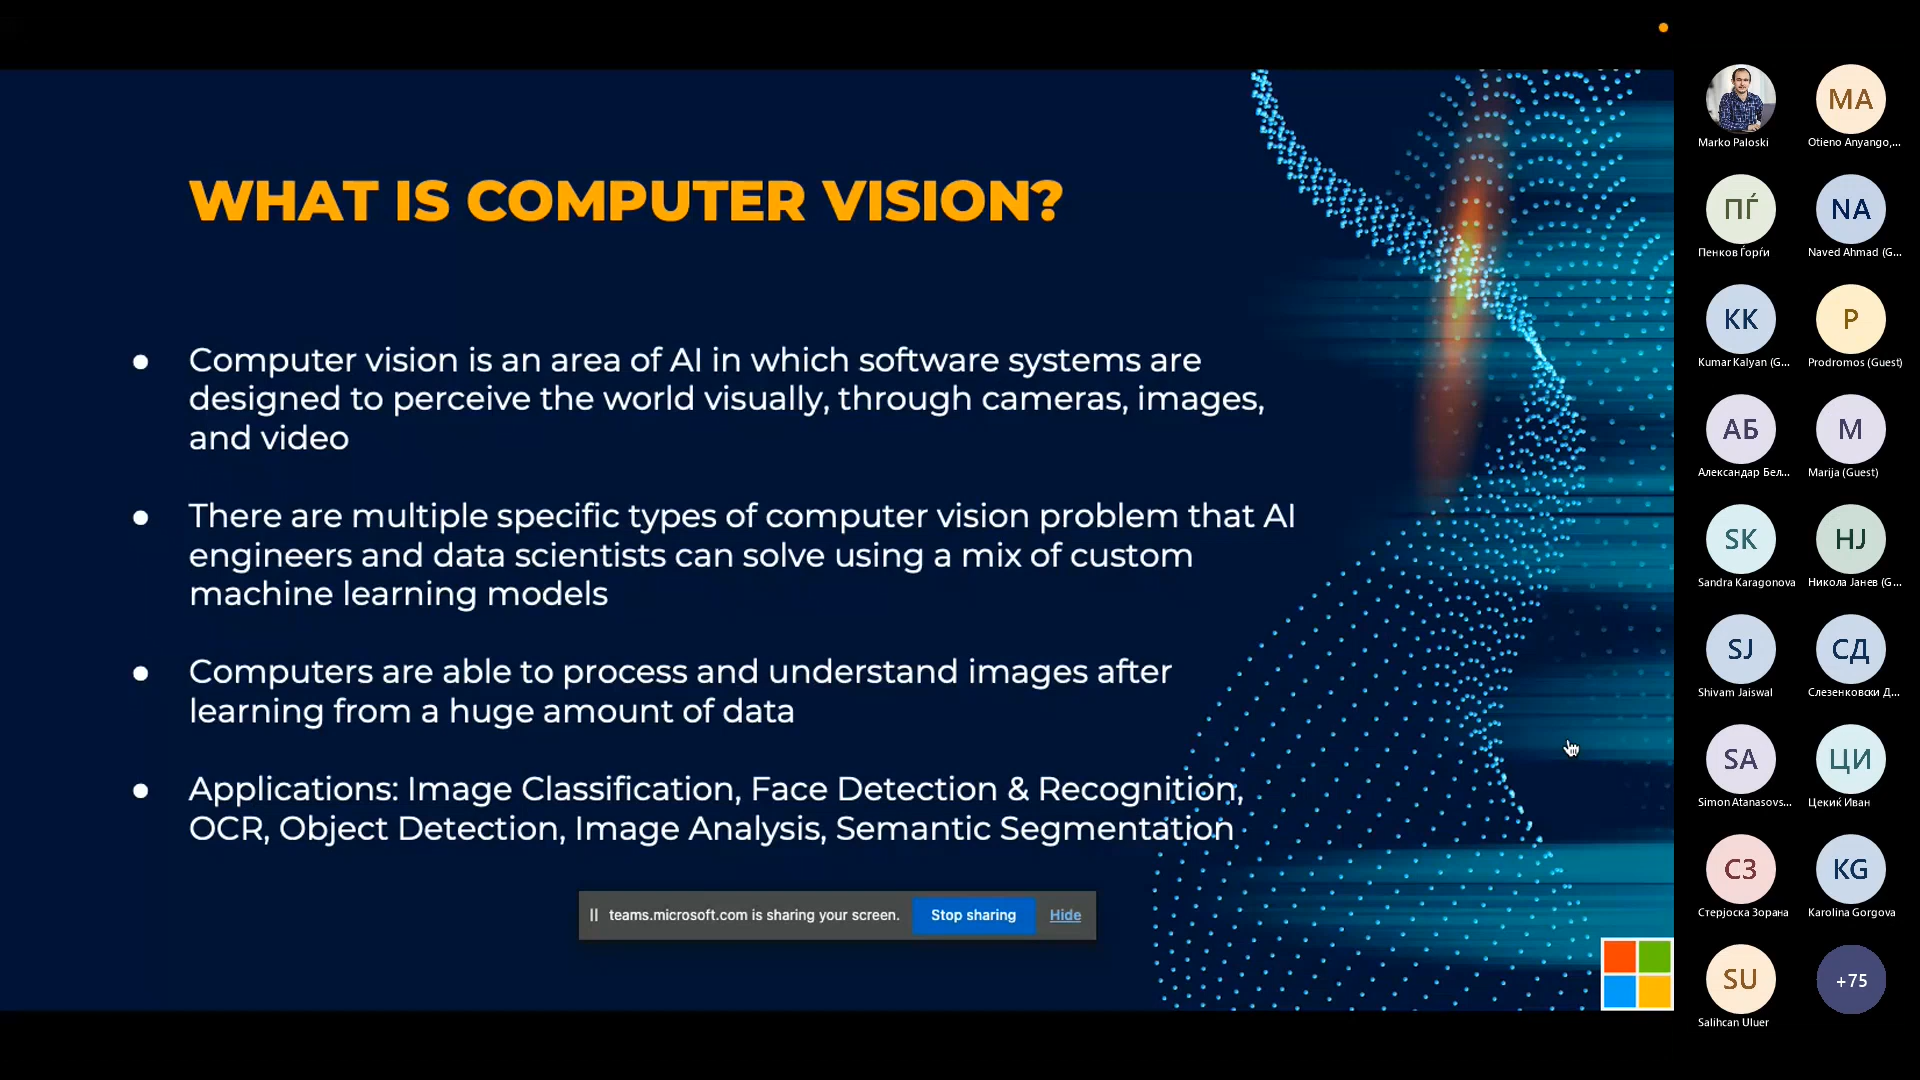 WHAT IS COMPUTER VISION?
● Computer vision is an area of AI in which software systems are
designed to perceive the world visually, through cameras, images,
and video
● There are multiple specific types of computer vision problem that AI
engineers and data scientists can solve using a mix of custom
machine learning models
● Computers are able to process and understand images after
learning from a huge amount of data
● Applications: Image Classification, Face Detection & Recognition,
OCR, Object Detection, Image Analysis, Semantic Segmentation
teams.microsoft.com is sharing your screen. Stop sharing Hide
MA
Marko Paloski
Otieno Anyango,...
ПЃ
NA
Пенков Ѓорѓи
Naved Ahmad (G...
KK
P
Kumar Kalyan (G...
Prodromos (Guest)
АБ
M
Александар Бел...
Marija (Guest)
SK
НЈ
Sandra Karagonova
Никола Јанев (G...
SJ
СД
Shivam Jaiswal
Слезенковски Д...
SA
ЦИ
Simon Atanasovs...
Цекиќ Иван
СЗ
KG
Стерјоска Зорана
Karolina Gorgova
SU
+75
Salihcan Uluer